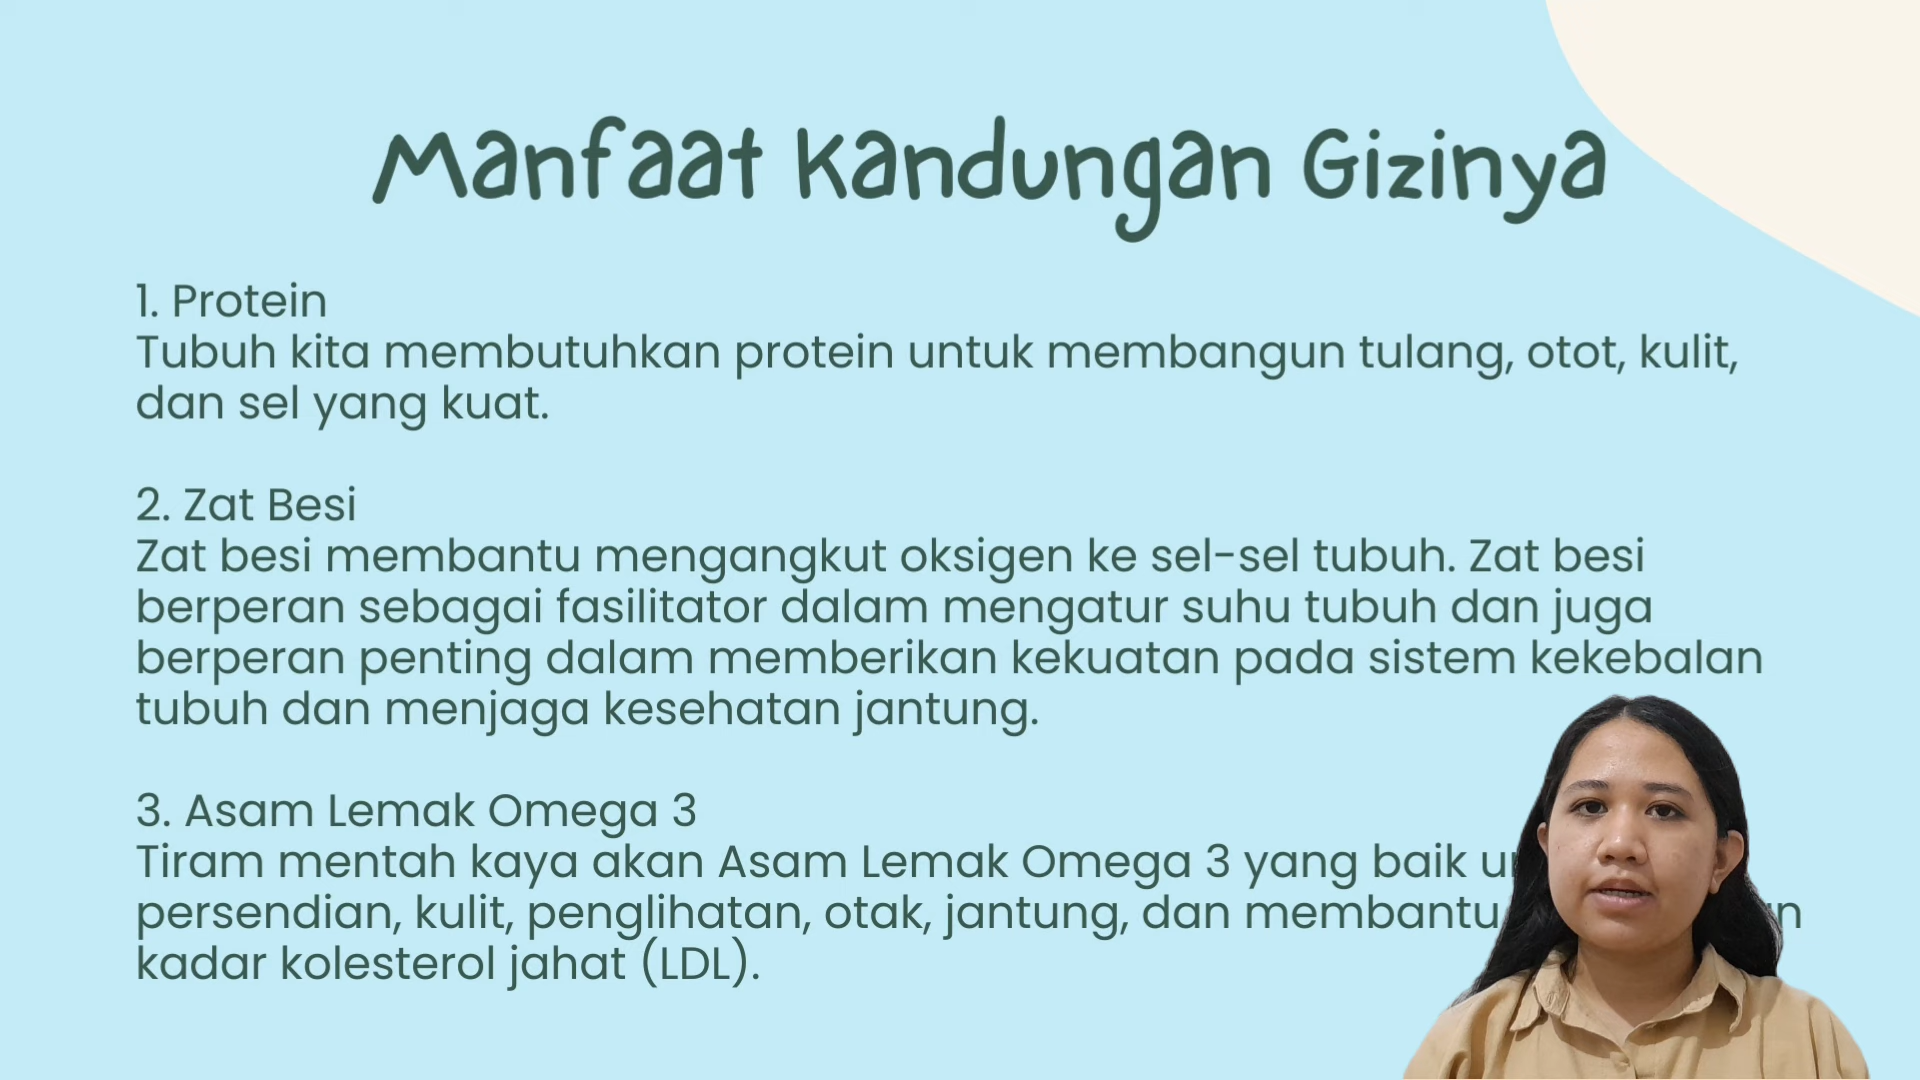 Manfaat Kandungan Gizinya
1. Protein
Tubuh kita membutuhkan protein untuk membangun tulang, otot, kulit,
dan sel yang kuat.
2. Zat Besi
Zat besi membantu mengangkut oksigen ke sel-sel tubuh. Zat besi
berperan sebagai fasilitator dalam mengatur suhu tubuh dan juga
berperan penting dalam memberikan kekuatan pada sistem kekebalan
tubuh dan menjaga kesehatan jantung.
3. Asam Lemak Omega 3
Tiram mentah kaya akan Asam Lemak Omega 3 yang baik
persendian, kulit, penglihatan, otak, jantung, dan membantu
kadar kolesterol jahat (LDL).